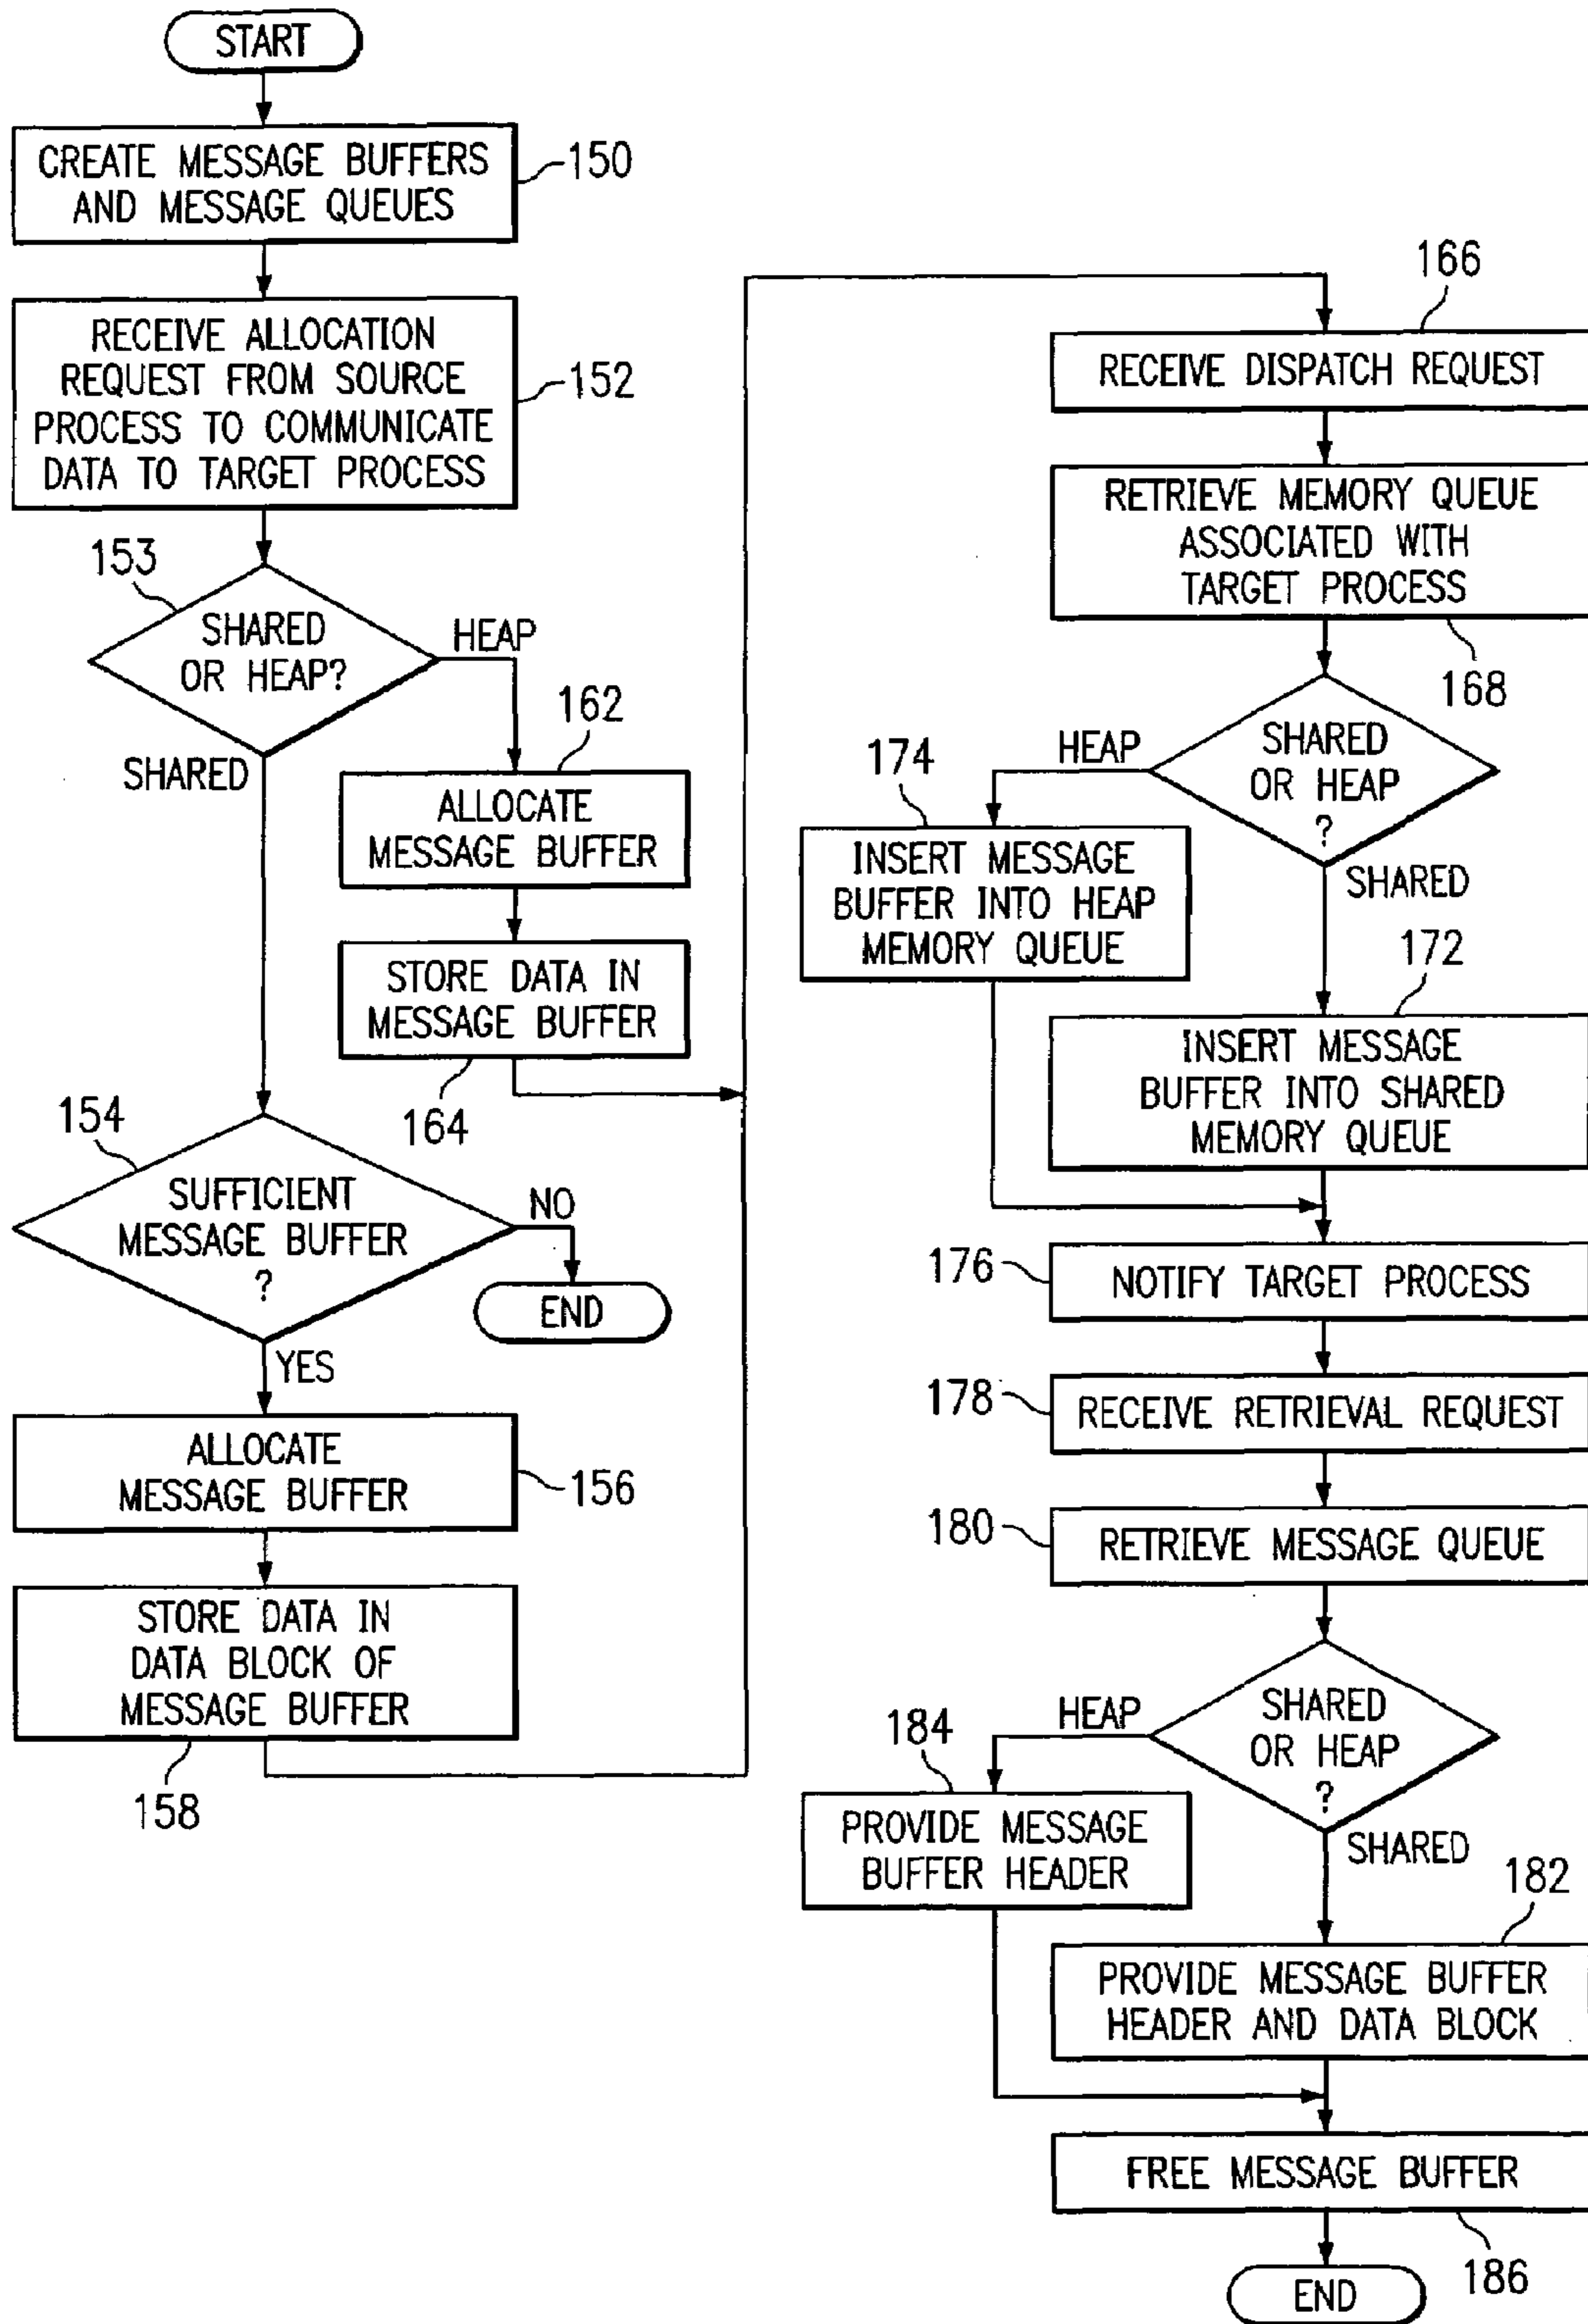 START
CREATE MESSAGE BUFFERS
AND MESSAGE QUEUES
150
RECEIVE ALLOCATION
REQUEST FROM SOURCE
PROCESS TO COMMUNICATE
DATA TO TARGET PROCESS
152
153
SHARED
OR HEAP?
HEAP
SHARED
162
ALLOCATE
MESSAGE BUFFER
STORE DATA IN
MESSAGE BUFFER
164
154
SUFFICIENT
MESSAGE BUFFER
?
NO
END
YES
ALLOCATE
MESSAGE BUFFER
156
STORE DATA IN
DATA BLOCK OF
MESSAGE BUFFER
158
166
RECEIVE DISPATCH REQUEST
RETRIEVE MEMORY QUEUE
ASSOCIATED WITH
TARGET PROCESS
168
SHARED
OR HEAP
?
HEAP
SHARED
174
INSERT MESSAGE
BUFFER INTO HEAP
MEMORY QUEUE
172
INSERT MESSAGE
BUFFER INTO SHARED
MEMORY QUEUE
176
NOTIFY TARGET PROCESS
178
RECEIVE RETRIEVAL REQUEST
180
RETRIEVE MESSAGE QUEUE
SHARED
OR HEAP
?
HEAP
SHARED
184
PROVIDE MESSAGE
BUFFER HEADER
182
PROVIDE MESSAGE BUFFER
HEADER AND DATA BLOCK
FREE MESSAGE BUFFER
186
END